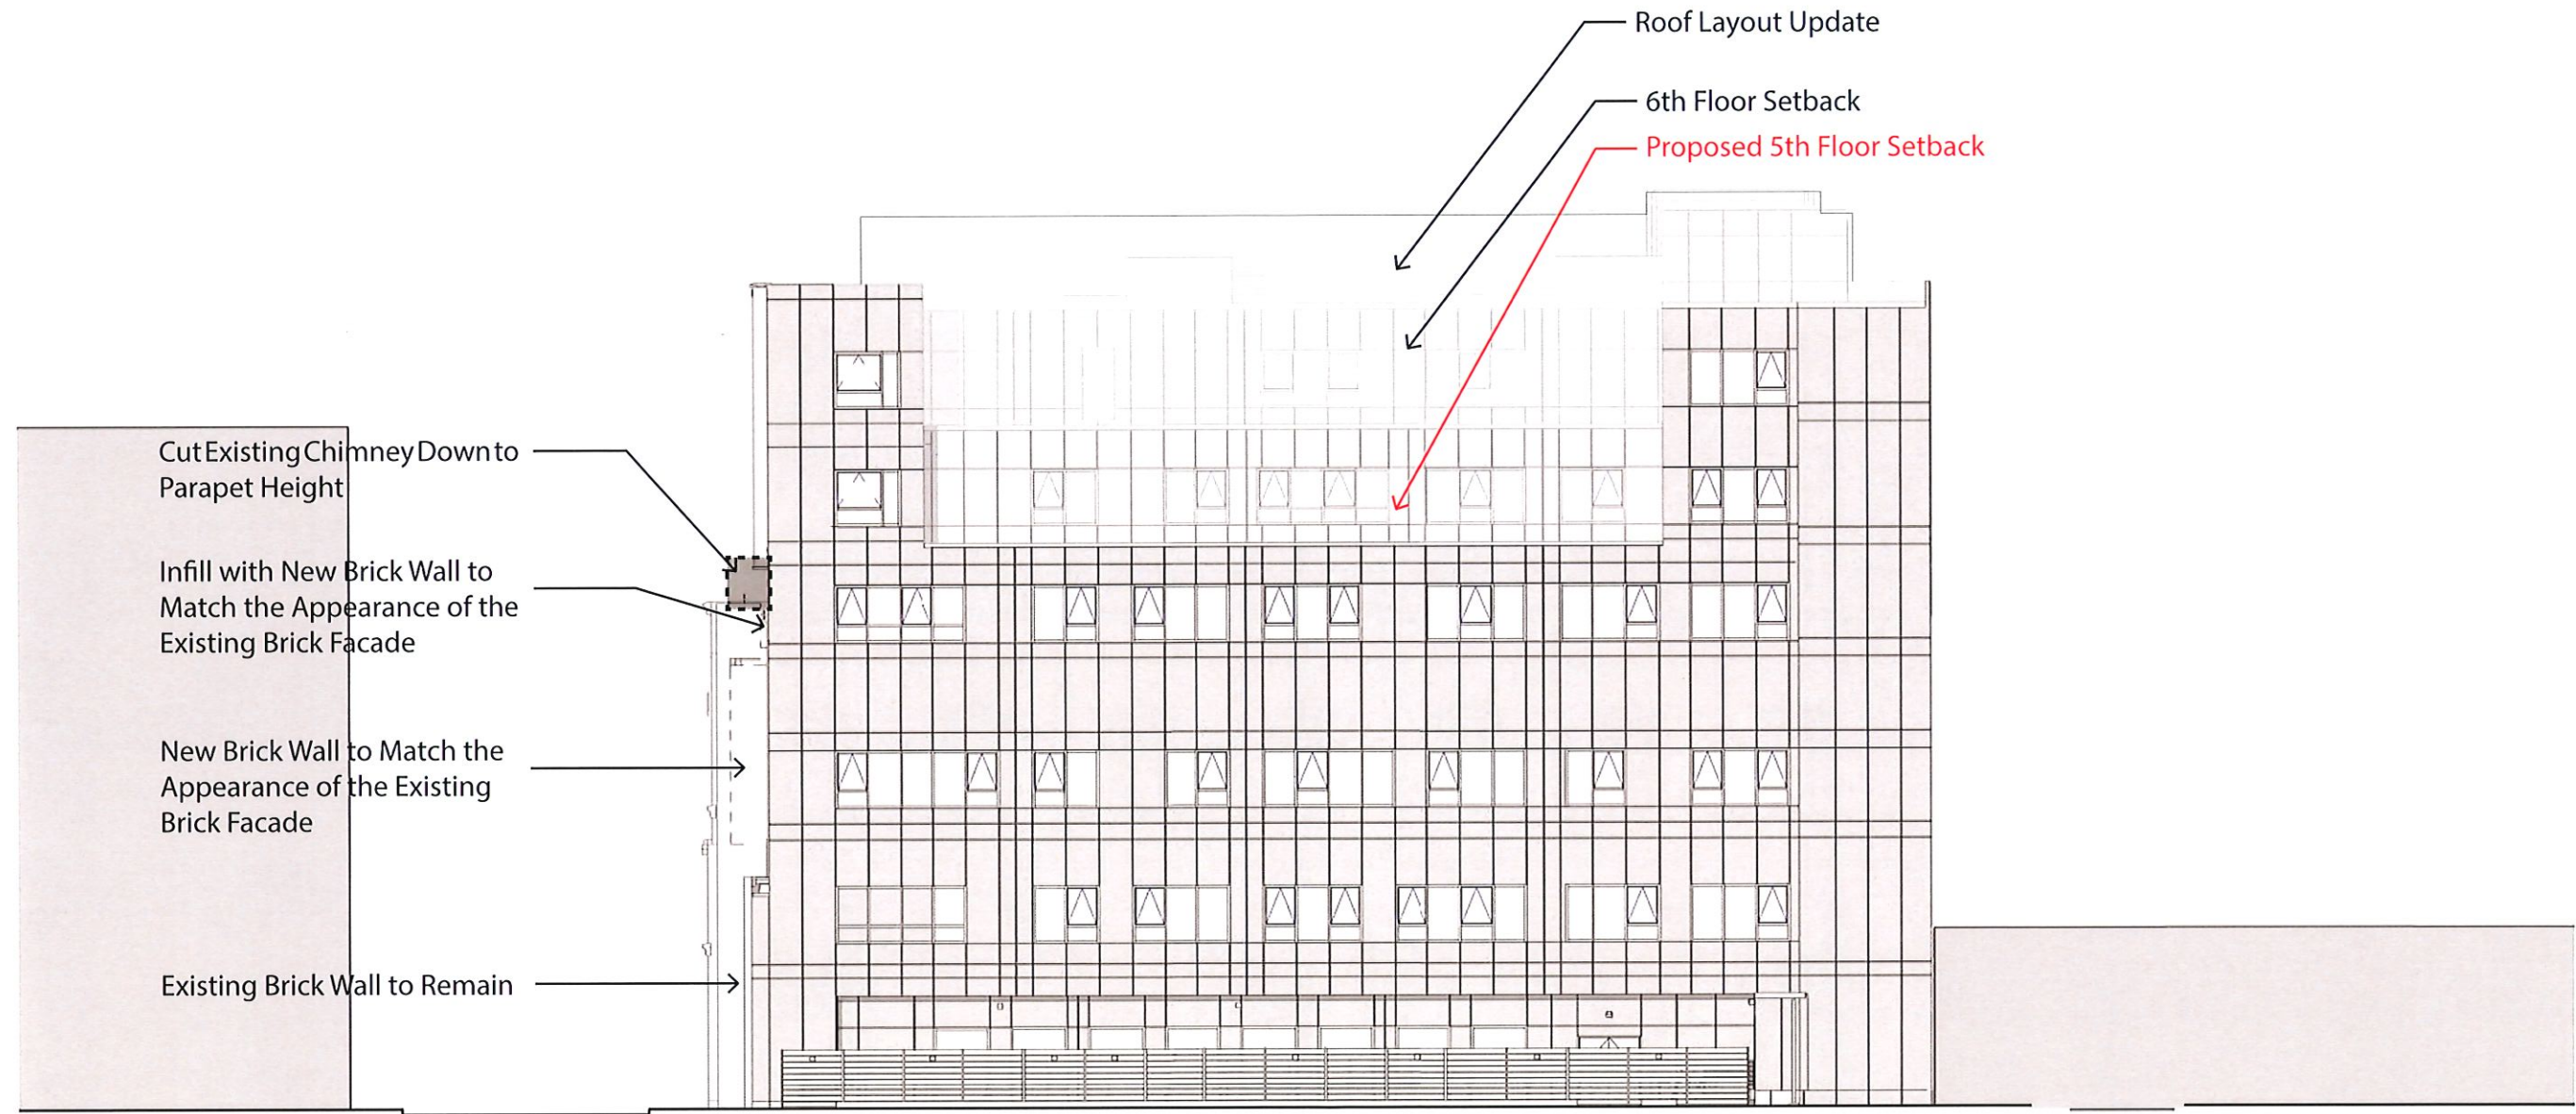 Roof Layout Update
6th Floor Setback
Proposed 5th Floor Setback
Cut Existing Chimney Down to
Parapet Height
Infill with New Brick Wall to
Match the Appearance of the
Existing Brick Facade
New Brick Wall to Match the
Appearance of the Existing
Brick Facade
Existing Brick Wall to Remain